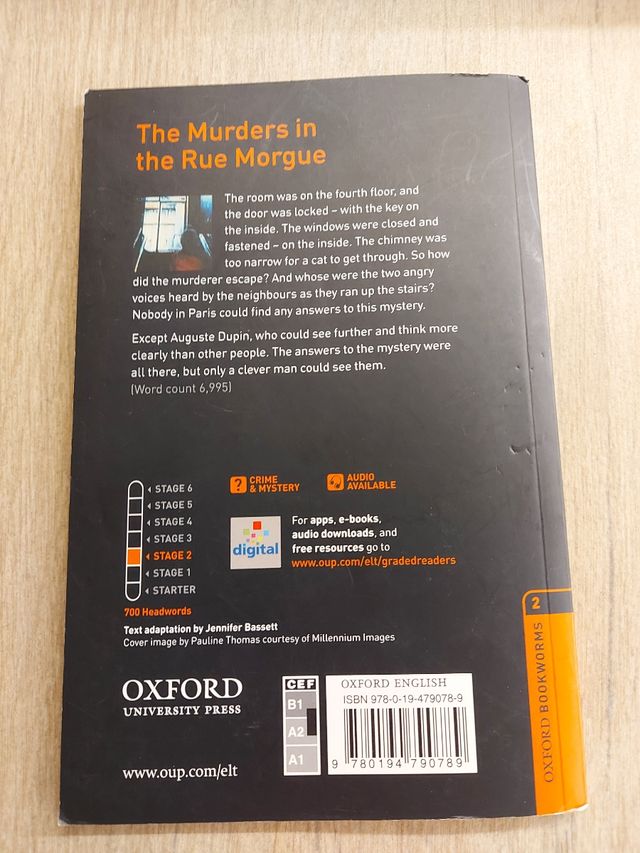 The Murders in
the Rue Morgue
The room was on the fourth floor, and
the door was locked – with the key on
the inside. The windows were closed and
fastened – on the inside. The chimney was
too narrow for a cat to get through. So how
did the murderer escape? And whose were the two angry
voices heard by the neighbours as they ran up the stairs?
Nobody in Paris could find any answers to this mystery.
Except Auguste Dupin, who could see further and think more
clearly than other people. The answers to the mystery were
all there, but only a clever man could see them.
(Word count 6,995)
STAGE 6
STAGE 5
STAGE 4
STAGE 3
STAGE 2
STAGE 1
STARTER
700 Headwords
? CRIME
& MYSTERY
AUDIO
AVAILABLE
digital
For apps, e-books,
audio downloads, and
free resources go to
www.oup.com/elt/gradedreaders
Text adaptation by Jennifer Bassett
Cover image by Pauline Thomas courtesy of Millennium Images
OXFORD
UNIVERSITY PRESS
www.oup.com/elt
CEF
B1
A2
A1
OXFORD ENGLISH
ISBN 978-0-19-479078-9
9 780194 790789
2
OXFORD BOOKWORMS